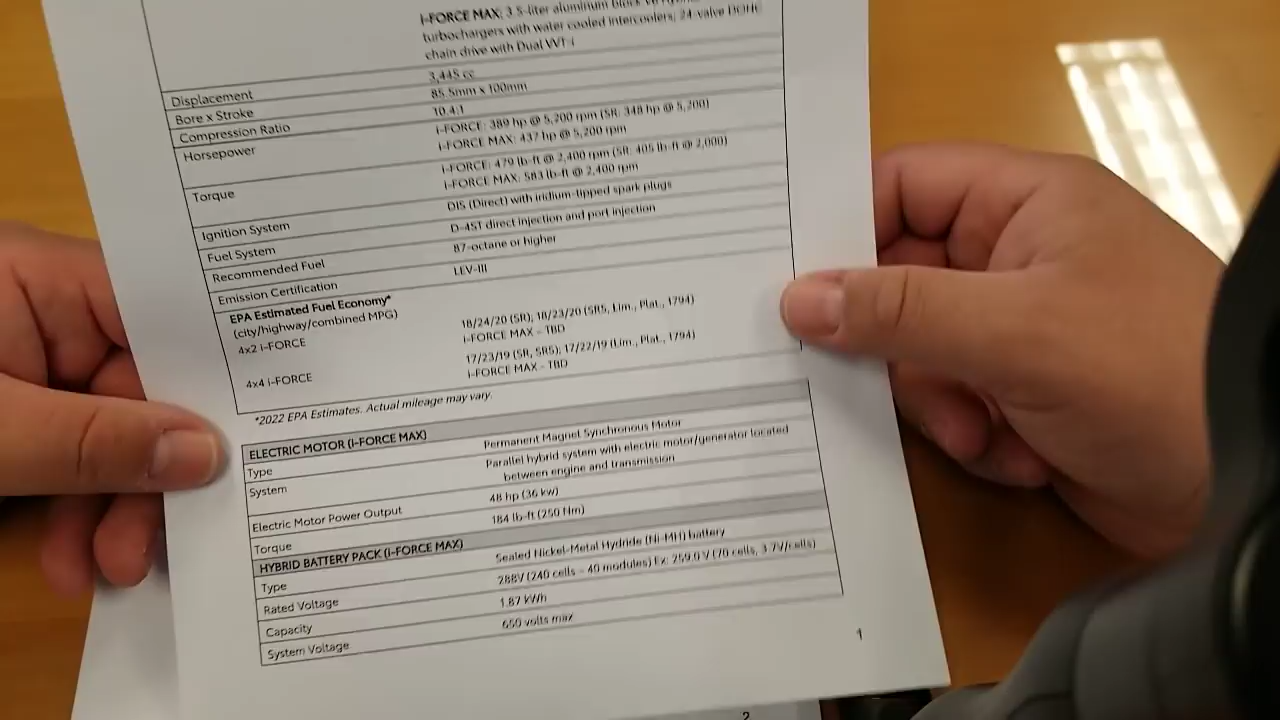 i-FORCE MAX: 3.5-liter aluminum block V6 Hybrid
turbochargers with water cooled intercoolers; 24-valve DOHC
chain drive with Dual VVT-i
Displacement 3,445 cc
Bore x Stroke 85.5mm x 100mm
Compression Ratio 10.4:1
Horsepower i-FORCE: 389 hp @ 5,200 rpm (SR: 348 hp @ 5,200)
i-FORCE MAX: 437 hp @ 5,200 rpm
Torque i-FORCE: 479 lb-ft @ 2,400 rpm (SR: 405 lb-ft @ 2,000)
i-FORCE MAX: 583 lb-ft @ 2,400 rpm
Ignition System DIS (Direct) with iridium-tipped spark plugs
Fuel System D-4ST direct injection and port injection
Recommended Fuel 87-octane or higher
Emission Certification LEV-III
EPA Estimated Fuel Economy*
(city/highway/combined MPG)
4x2 i-FORCE 18/24/20 (SR); 18/23/20 (SR5, Lim., Plat., 1794)
i-FORCE MAX - TBD
4x4 i-FORCE 17/23/19 (SR, SR5); 17/22/19 (Lim., Plat., 1794)
i-FORCE MAX - TBD
*2022 EPA Estimates. Actual mileage may vary.
ELECTRIC MOTOR (i-FORCE MAX)
Type Permanent Magnet Synchronous Motor
System Parallel hybrid system with electric motor/generator located
between engine and transmission
Electric Motor Power Output 48 hp (36 kw)
Torque 184 lb-ft (250 Nm)
HYBRID BATTERY PACK (i-FORCE MAX)
Type Sealed Nickel-Metal Hydride (Ni-MH) battery
Rated Voltage 288V (240 cells - 40 modules) Ex: 259.0 V (70 cells, 3.7V/cells)
Capacity 1.87 kWh
System Voltage 650 volts max
1
2